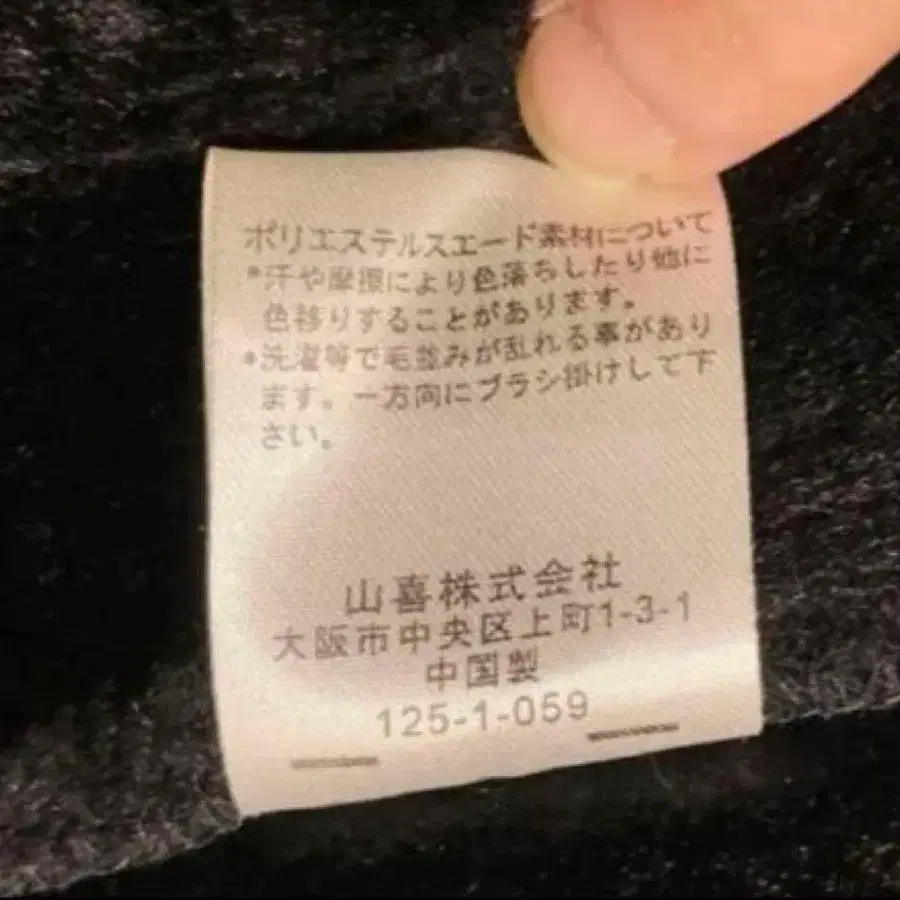 ポリエステルスエード素材について
*汗や摩擦により色落ちしたり他に
色移りすることがあります。
*洗濯等で毛並みが乱れる事があり
ます。一方向にブラシ掛けして下
さい。
山喜株式会社
大阪市中央区上町1-3-1
中国製
125-1-059